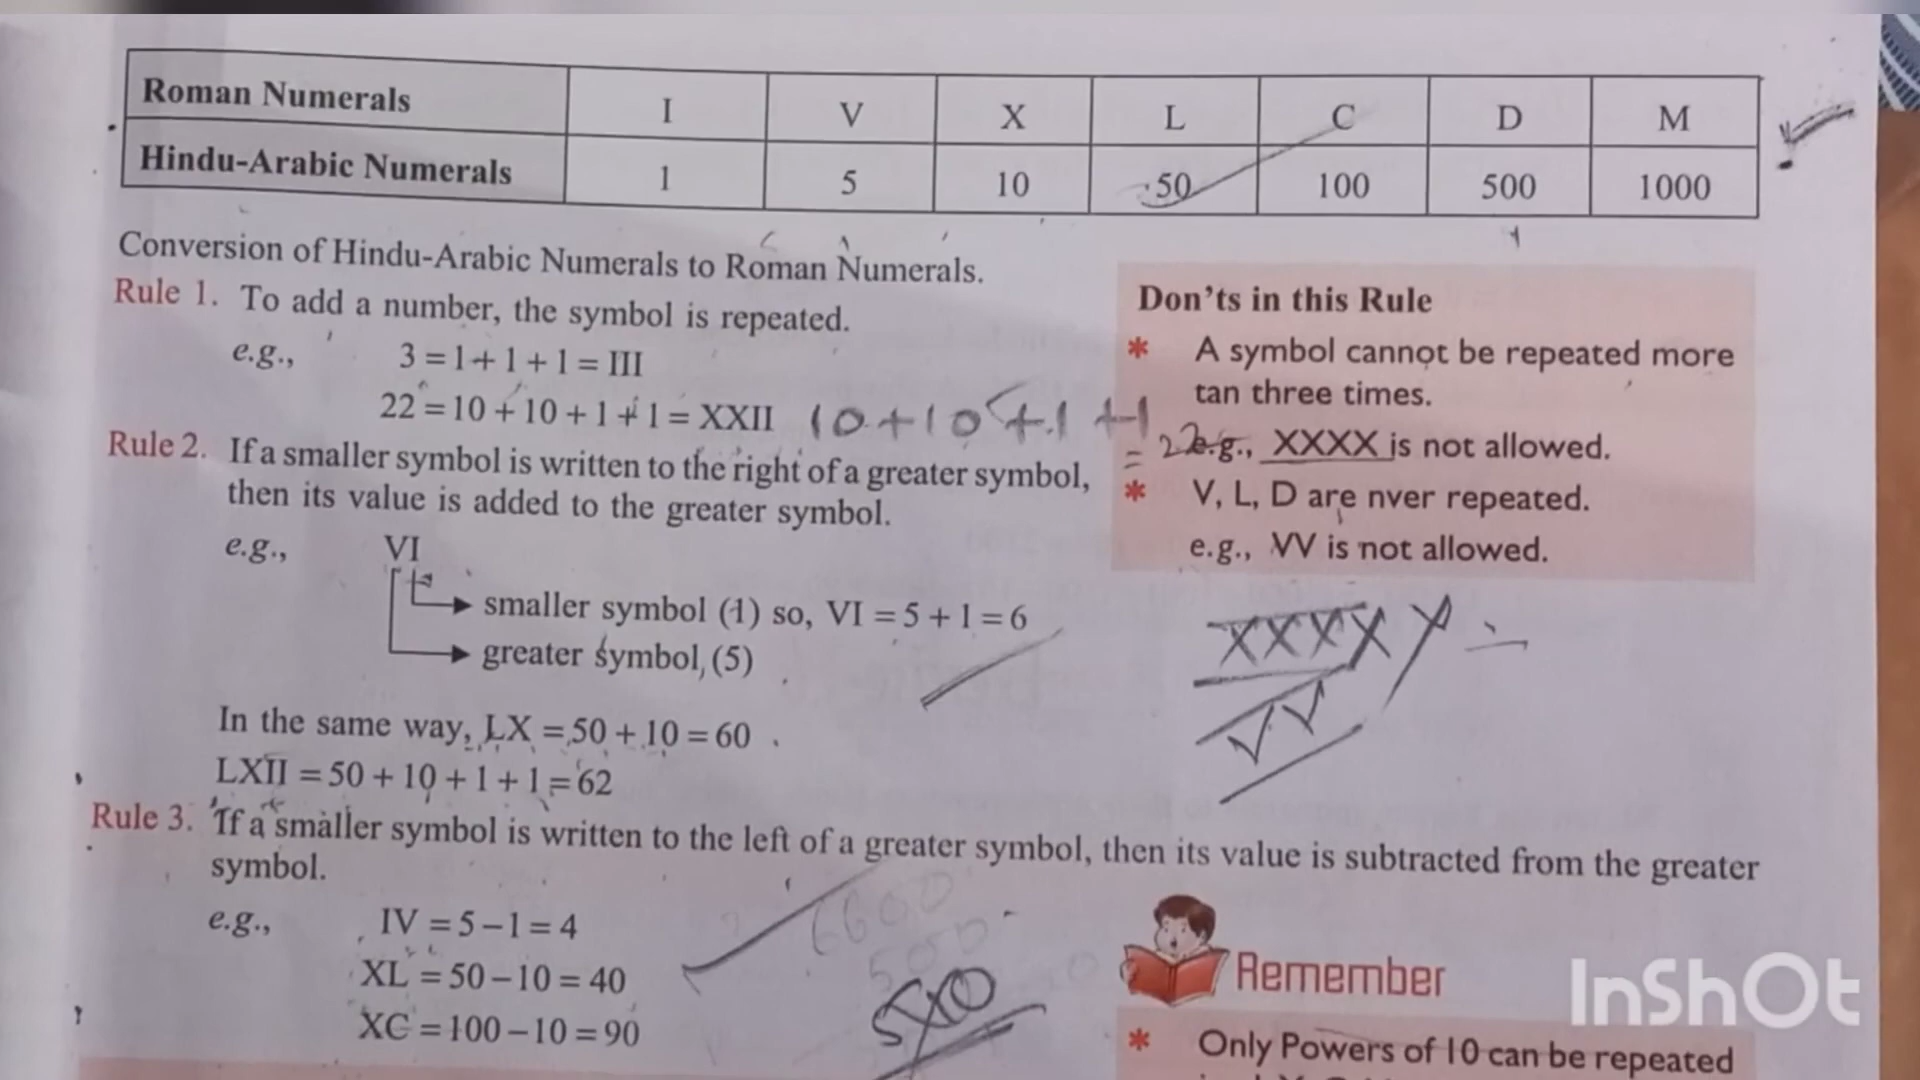 Roman Numerals I V X L C D M
Hindu-Arabic Numerals 1 5 10 50 100 500 1000
Conversion of Hindu-Arabic Numerals to Roman Numerals.
Rule 1. To add a number, the symbol is repeated.
e.g., 3 = 1 + 1 + 1 = III
22 = 10 + 10 + 1 + 1 = XXII 10+10+1+1
= 22
Rule 2. If a smaller symbol is written to the right of a greater symbol,
then its value is added to the greater symbol.
e.g., VI
smaller symbol (1) so, VI = 5 + 1 = 6
greater symbol (5)
In the same way, LX = 50 + 10 = 60
LXII = 50 + 10 + 1 + 1 = 62
Don'ts in this Rule
* A symbol cannot be repeated more
tan three times.
e.g., XXXX is not allowed.
* V, L, D are nver repeated.
e.g., VV is not allowed.
XXXX
VV
Rule 3. If a smaller symbol is written to the left of a greater symbol, then its value is subtracted from the greater
symbol.
e.g., IV = 5 – 1 = 4
XL = 50 – 10 = 40
XC = 100 – 10 = 90
Remember
* Only Powers of 10 can be repeated
InShOt